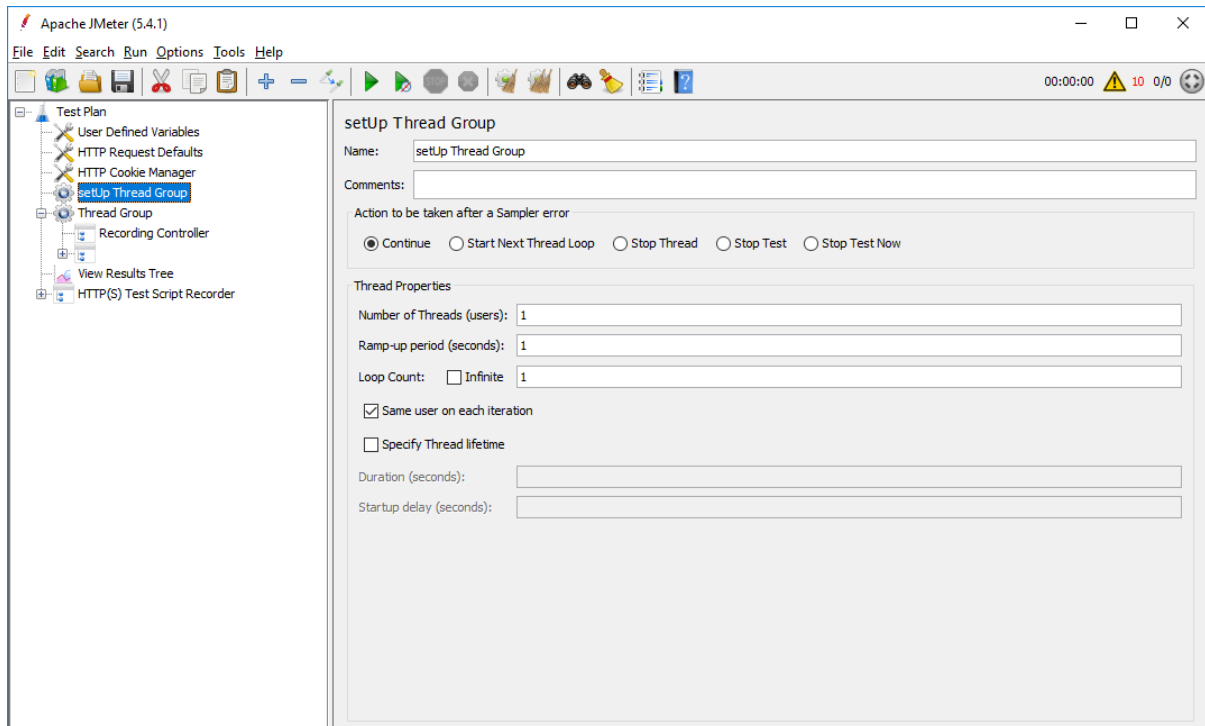 Apache JMeter (5.4.1)
File Edit Search Run Options Tools Help
STOP
00:00:00 10 0/0
Test Plan
User Defined Variables
HTTP Request Defaults
HTTP Cookie Manager
setUp Thread Group
Thread Group
Recording Controller
View Results Tree
HTTP(S) Test Script Recorder
setUp Thread Group
Name: setUp Thread Group
Comments:
Action to be taken after a Sampler error
Continue Start Next Thread Loop Stop Thread Stop Test Stop Test Now
Thread Properties
Number of Threads (users): 1
Ramp-up period (seconds): 1
Loop Count: Infinite 1
Same user on each iteration
Specify Thread lifetime
Duration (seconds):
Startup delay (seconds):